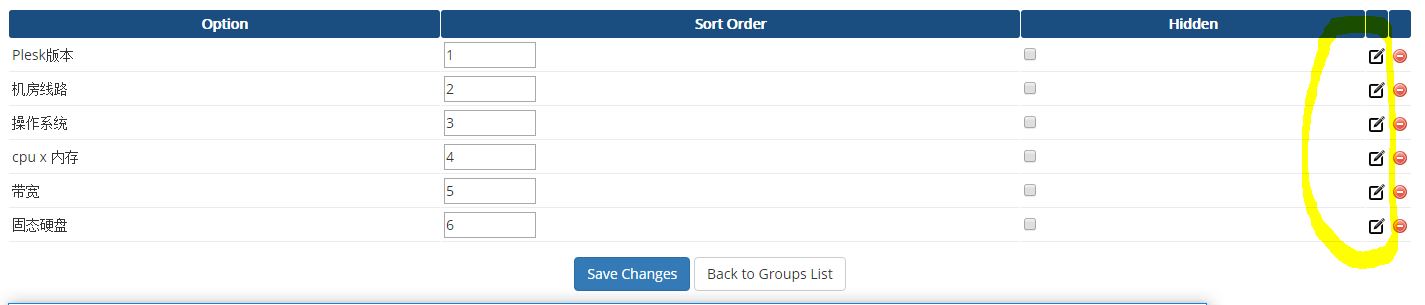 Option Sort Order Hidden
Plesk版本 1
机房线路 2
操作系统 3
cpu x 内存 4
带宽 5
固态硬盘 6
Save Changes Back to Groups List